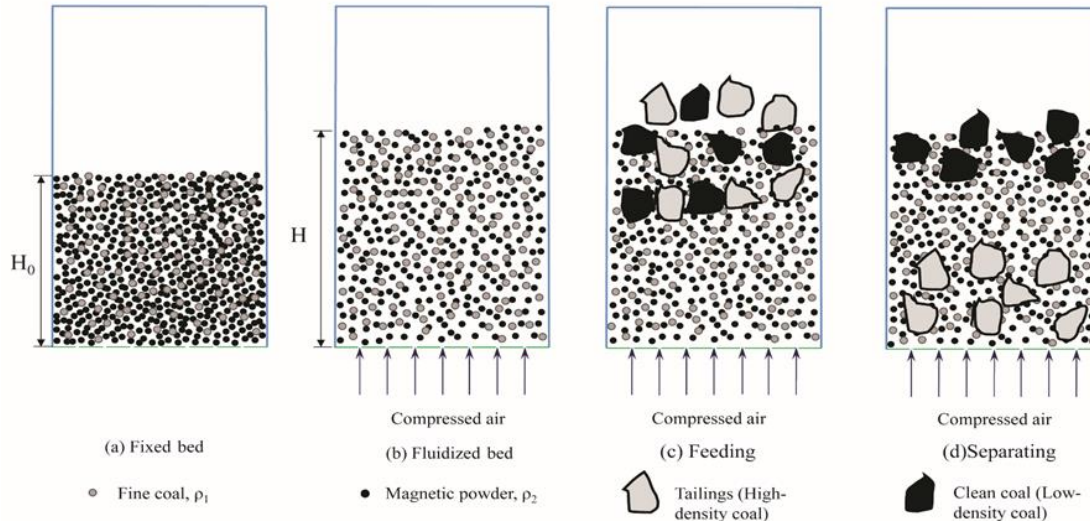 H₀
H
Compressed air
Compressed air
Compressed air
(a) Fixed bed
(b) Fluidized bed
(c) Feeding
(d)Separating
Fine coal, ρ₁
Magnetic powder, ρ₂
Tailings (High-
density coal)
Clean coal (Low-
density coal)